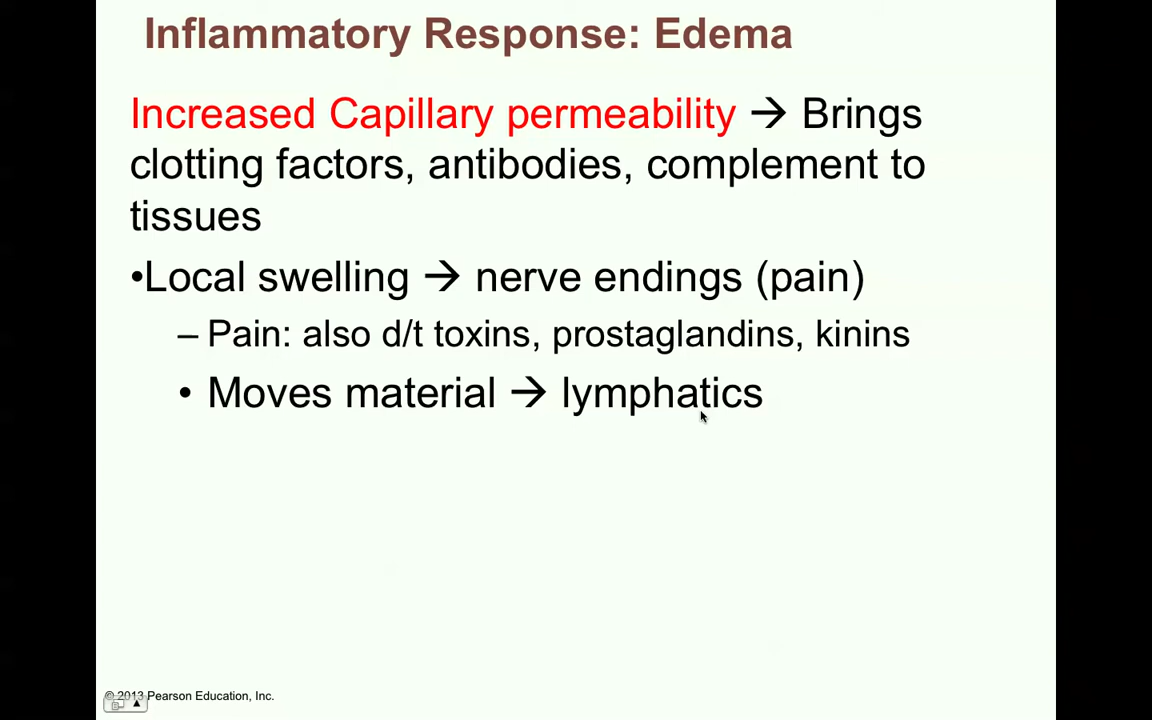 Inflammatory Response: Edema
Increased Capillary permeability → Brings
clotting factors, antibodies, complement to
tissues
•Local swelling → nerve endings (pain)
– Pain: also d/t toxins, prostaglandins, kinins
• Moves material → lymphatics
© 2013 Pearson Education, Inc.